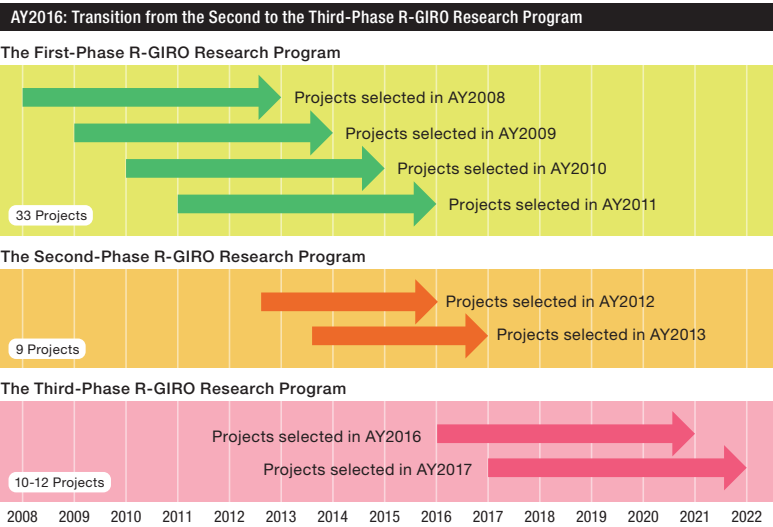 AY2016: Transition from the Second to the Third-Phase R-GIRO Research Program
The First-Phase R-GIRO Research Program
Projects selected in AY2008
Projects selected in AY2009
Projects selected in AY2010
Projects selected in AY2011
33 Projects
The Second-Phase R-GIRO Research Program
Projects selected in AY2012
Projects selected in AY2013
9 Projects
The Third-Phase R-GIRO Research Program
Projects selected in AY2016
Projects selected in AY2017
10-12 Projects
2008 2009 2010 2011 2012 2013 2014 2015 2016 2017 2018 2019 2020 2021 2022